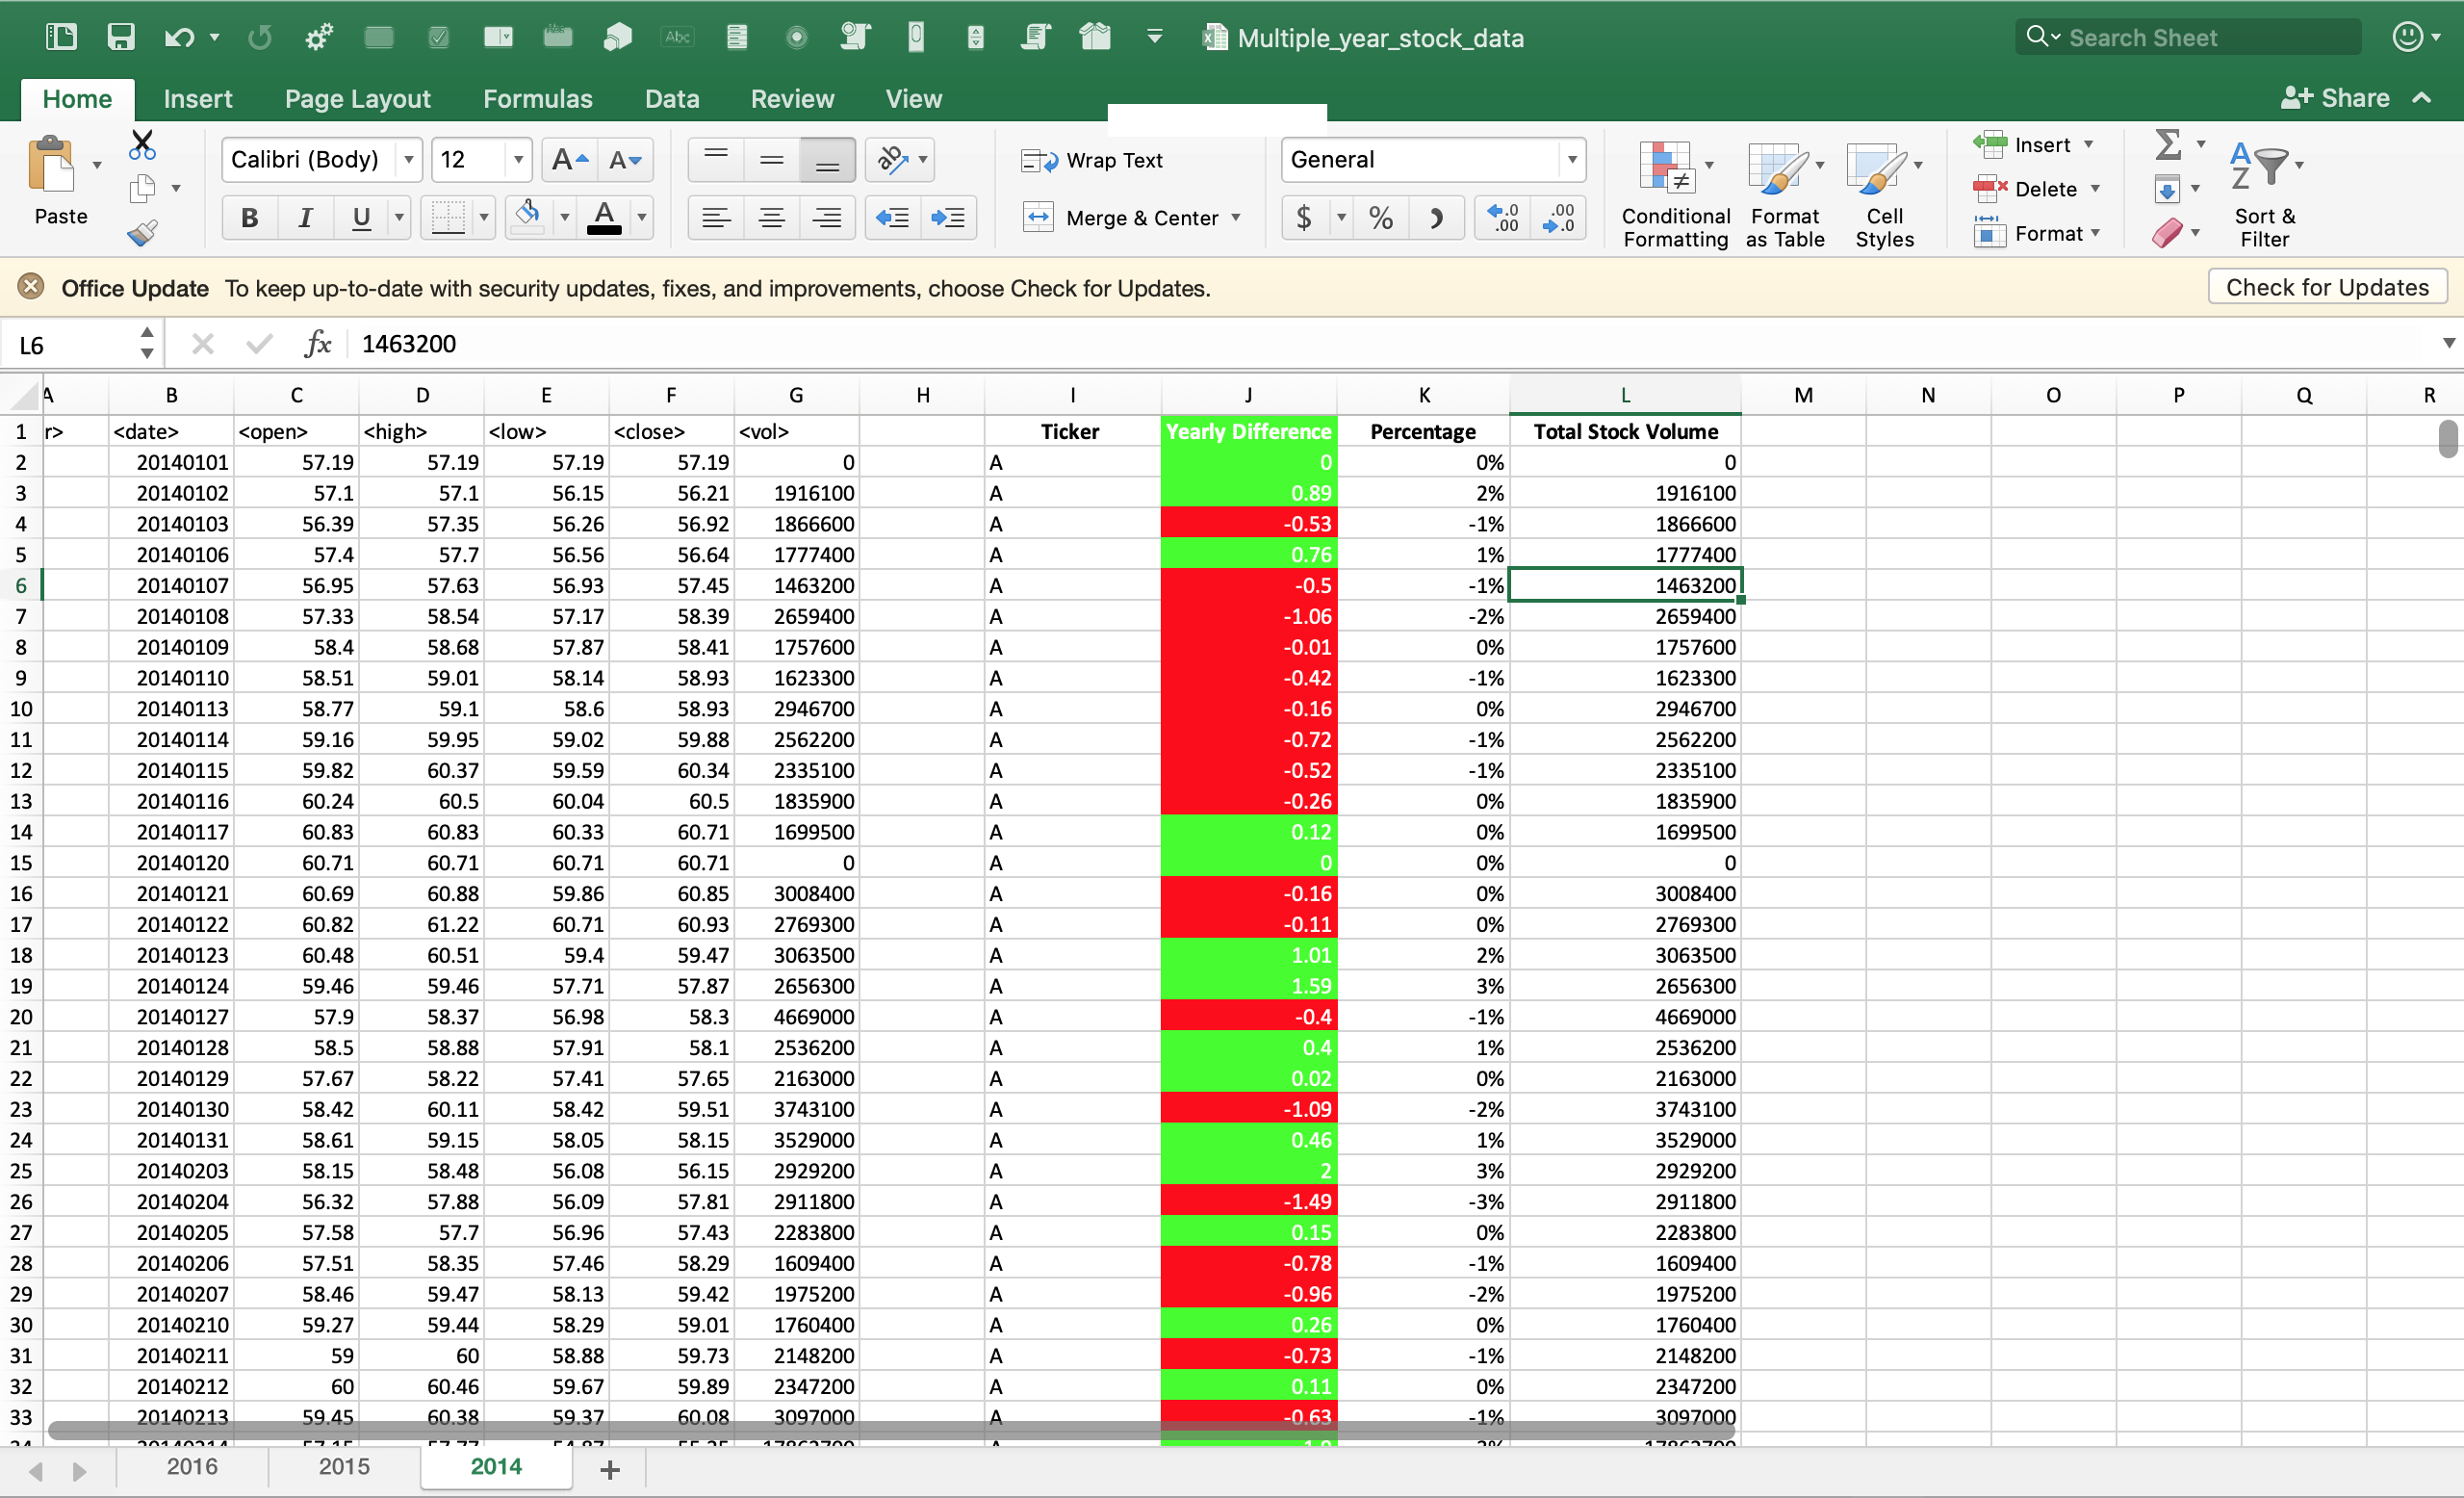 Multiple_year_stock_data
Search Sheet
Home Insert Page Layout Formulas Data Review View
Share
Paste
Calibri (Body) 12
Wrap Text
Merge & Center
General
Conditional Formatting
Format as Table
Cell Styles
Insert
Delete
Format
Sort & Filter
Office Update To keep up-to-date with security updates, fixes, and improvements, choose Check for Updates.
Check for Updates
L6 fx 1463200
A B C D E F G H I J K L M N O P Q R
1 r> <date> <open> <high> <low> <close> <vol> Ticker Yearly Difference Percentage Total Stock Volume
2 20140101 57.19 57.19 57.19 57.19 0 A 0 0% 0
3 20140102 57.1 57.1 56.15 56.21 1916100 A 0.89 2% 1916100
4 20140103 56.39 57.35 56.26 56.92 1866600 A -0.53 -1% 1866600
5 20140106 57.4 57.7 56.56 56.64 1777400 A 0.76 1% 1777400
6 20140107 56.95 57.63 56.93 57.45 1463200 A -0.5 -1% 1463200
7 20140108 57.33 58.54 57.17 58.39 2659400 A -1.06 -2% 2659400
8 20140109 58.4 58.68 57.87 58.41 1757600 A -0.01 0% 1757600
9 20140110 58.51 59.01 58.14 58.93 1623300 A -0.42 -1% 1623300
10 20140113 58.77 59.1 58.6 58.93 2946700 A -0.16 0% 2946700
11 20140114 59.16 59.95 59.02 59.88 2562200 A -0.72 -1% 2562200
12 20140115 59.82 60.37 59.59 60.34 2335100 A -0.52 -1% 2335100
13 20140116 60.24 60.5 60.04 60.5 1835900 A -0.26 0% 1835900
14 20140117 60.83 60.83 60.33 60.71 1699500 A 0.12 0% 1699500
15 20140120 60.71 60.71 60.71 60.71 0 A 0 0% 0
16 20140121 60.69 60.88 59.86 60.85 3008400 A -0.16 0% 3008400
17 20140122 60.82 61.22 60.71 60.93 2769300 A -0.11 0% 2769300
18 20140123 60.48 60.51 59.4 59.47 3063500 A 1.01 2% 3063500
19 20140124 59.46 59.46 57.71 57.87 2656300 A 1.59 3% 2656300
20 20140127 57.9 58.37 56.98 58.3 4669000 A -0.4 -1% 4669000
21 20140128 58.5 58.88 57.91 58.1 2536200 A 0.4 1% 2536200
22 20140129 57.67 58.22 57.41 57.65 2163000 A 0.02 0% 2163000
23 20140130 58.42 60.11 58.42 59.51 3743100 A -1.09 -2% 3743100
24 20140131 58.61 59.15 58.05 58.15 3529000 A 0.46 1% 3529000
25 20140203 58.15 58.48 56.08 56.15 2929200 A 2 3% 2929200
26 20140204 56.32 57.88 56.09 57.81 2911800 A -1.49 -3% 2911800
27 20140205 57.58 57.7 56.96 57.43 2283800 A 0.15 0% 2283800
28 20140206 57.51 58.35 57.46 58.29 1609400 A -0.78 -1% 1609400
29 20140207 58.46 59.47 58.13 59.42 1975200 A -0.96 -2% 1975200
30 20140210 59.27 59.44 58.29 59.01 1760400 A 0.26 0% 1760400
31 20140211 59 60 58.88 59.73 2148200 A -0.73 -1% 2148200
32 20140212 60 60.46 59.67 59.89 2347200 A 0.11 0% 2347200
33 20140213 59.45 60.38 59.37 60.08 3097000 A -0.63 -1% 3097000
2016 2015 2014 +